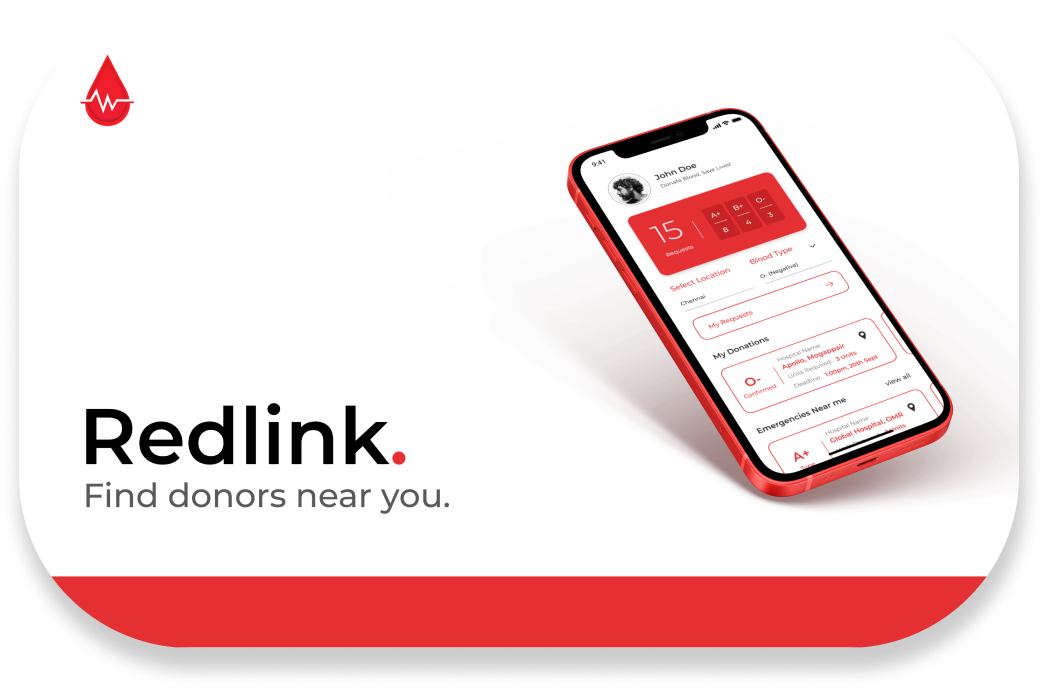 Redlink.
Find donors near you.
9:41
John Doe
Donate Blood, Save Lives!
15
Requests
A+
8
B+
4
O-
3
Select Location
Blood Type
Chennai
O- (Negative)
My Requests
My Donations
O-
Confirmed
Hospital Name:
Apollo, Mogappair
Units Required: 3 Units
Deadline: 1:00pm, 20th Sept
Emergencies Near me
view all
A+
Hospital Name:
Global Hospital, OMR
Units